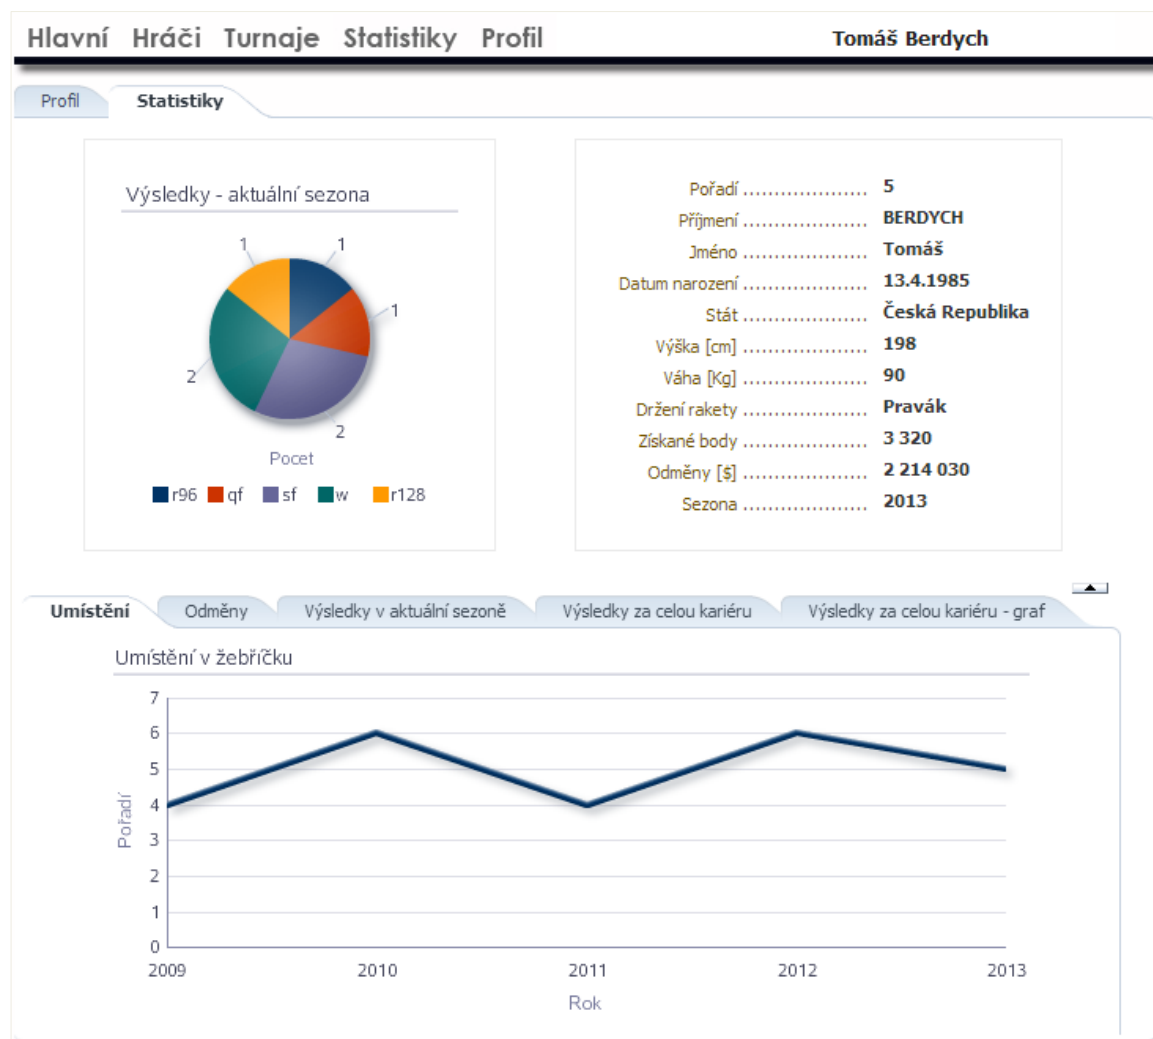 Hlavní Hráči Turnaje Statistiky Profil
Tomáš Berdych
Profil Statistiky
Výsledky - aktuální sezona
1 1
1
2
2
Pocet
r96 qf sf w r128
Pořadí .................... 5
Příjmení .................... BERDYCH
Jméno .................... Tomáš
Datum narození .................... 13.4.1985
Stát .................... Česká Republika
Výška [cm] .................... 198
Váha [Kg] .................... 90
Držení rakety .................... Pravák
Získané body .................... 3 320
Odměny [$] .................... 2 214 030
Sezona .................... 2013
Umístění Odměny Výsledky v aktuální sezoně Výsledky za celou kariéru Výsledky za celou kariéru - graf
Umístění v žebříčku
7
6
5
4
3
2
1
0
Pořadí
2009 2010 2011 2012 2013
Rok